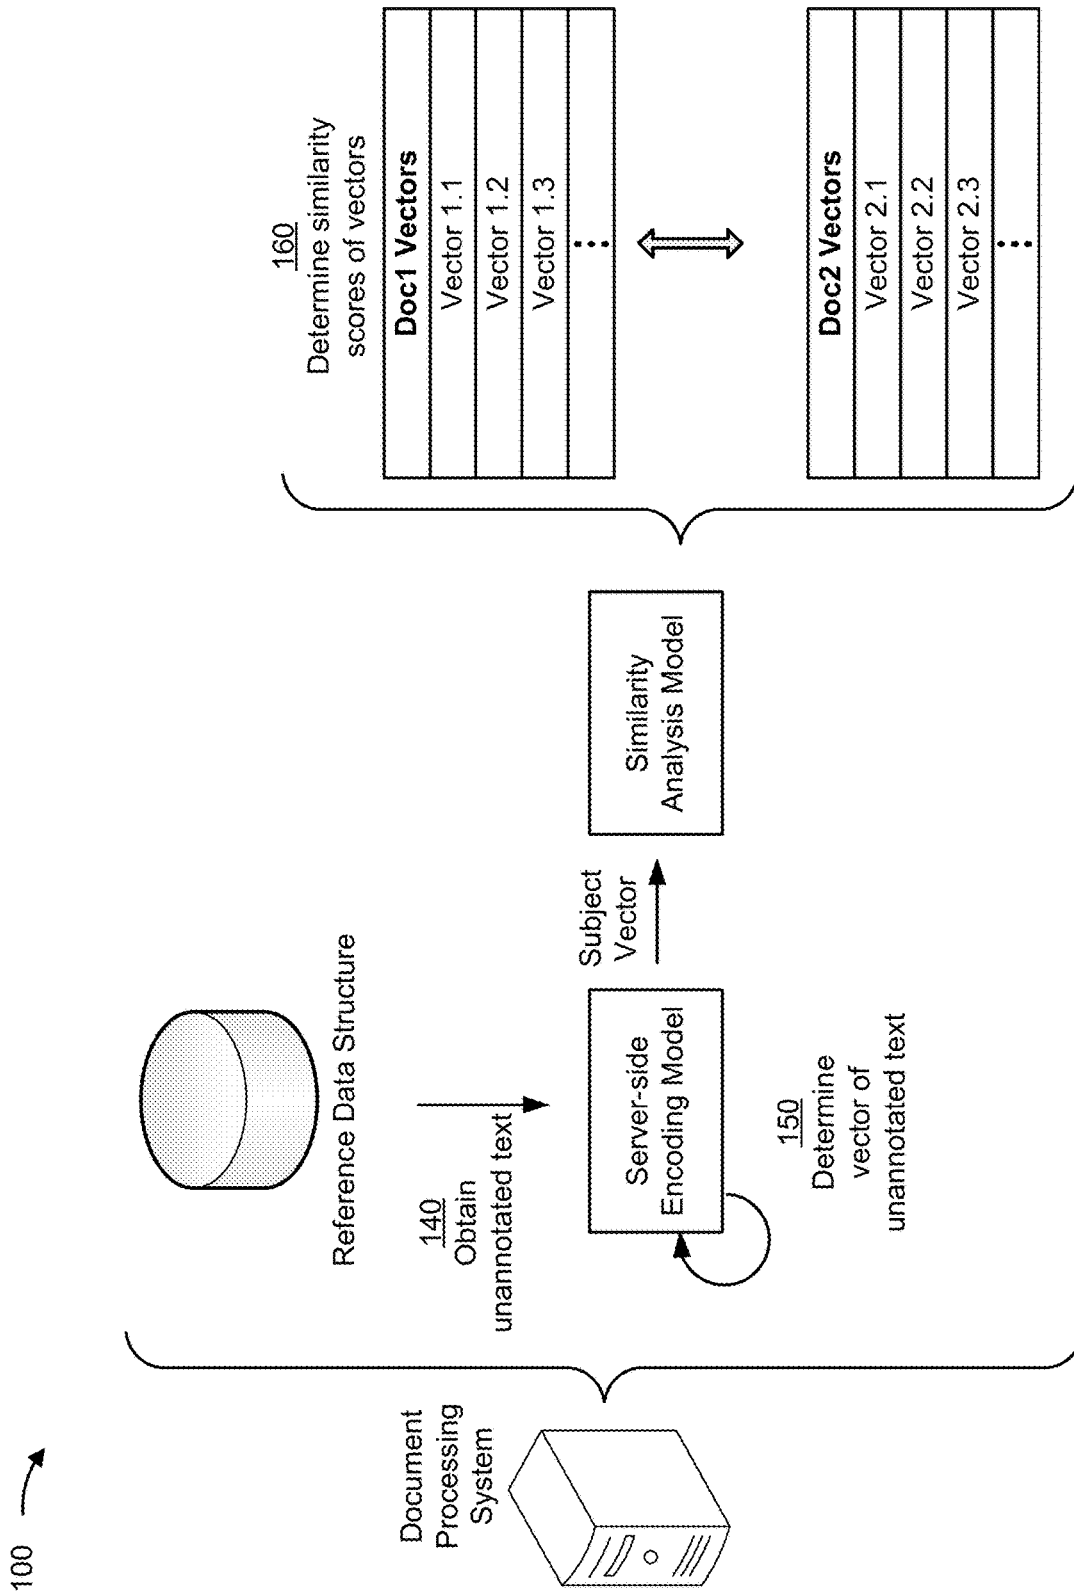 100
Document
Processing
System
Reference Data Structure
140
Obtain
unannotated text
Server-side
Encoding Model
150
Determine
vector of
unannotated text
Subject
Vector
Similarity
Analysis Model
160
Determine similarity
scores of vectors
Doc1 Vectors
Vector 1.1
Vector 1.2
Vector 1.3
...
Doc2 Vectors
Vector 2.1
Vector 2.2
Vector 2.3
...